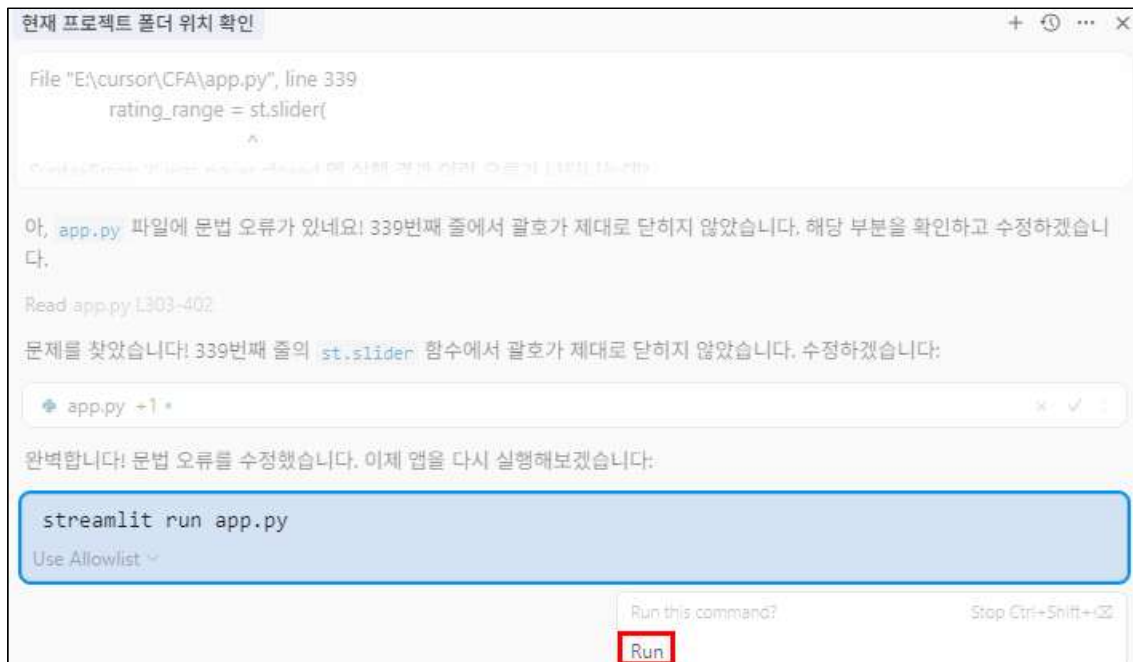 현재 프로젝트 폴더 위치 확인
File "E:\cursor\CFA\app.py", line 339
rating_range = st.slider(
^
아, app.py 파일에 문법 오류가 있네요! 339번째 줄에서 괄호가 제대로 닫히지 않았습니다. 해당 부분을 확인하고 수정하겠습니
다.
Read app.py L303-402
문제를 찾았습니다! 339번째 줄의 st.slider 함수에서 괄호가 제대로 닫히지 않았습니다. 수정하겠습니다:
app.py +1
완벽합니다! 문법 오류를 수정했습니다. 이제 앱을 다시 실행해보겠습니다:
streamlit run app.py
Use Allowlist
Run this command? Stop Ctrl+Shift+⌫
Run